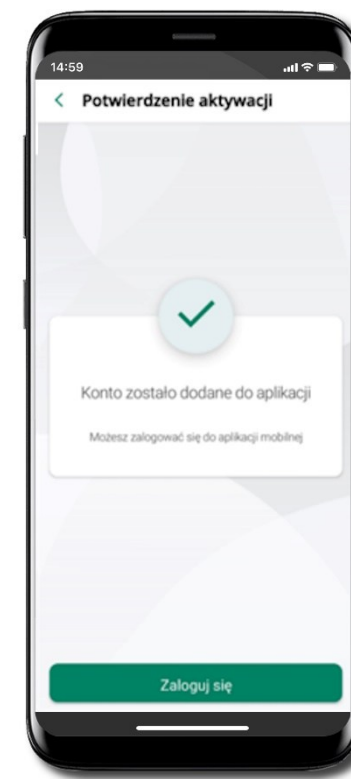 14:59
Potwierdzenie aktywacji
Konto zostało dodane do aplikacji
Możesz zalogować się do aplikacji mobilnej
Zaloguj się